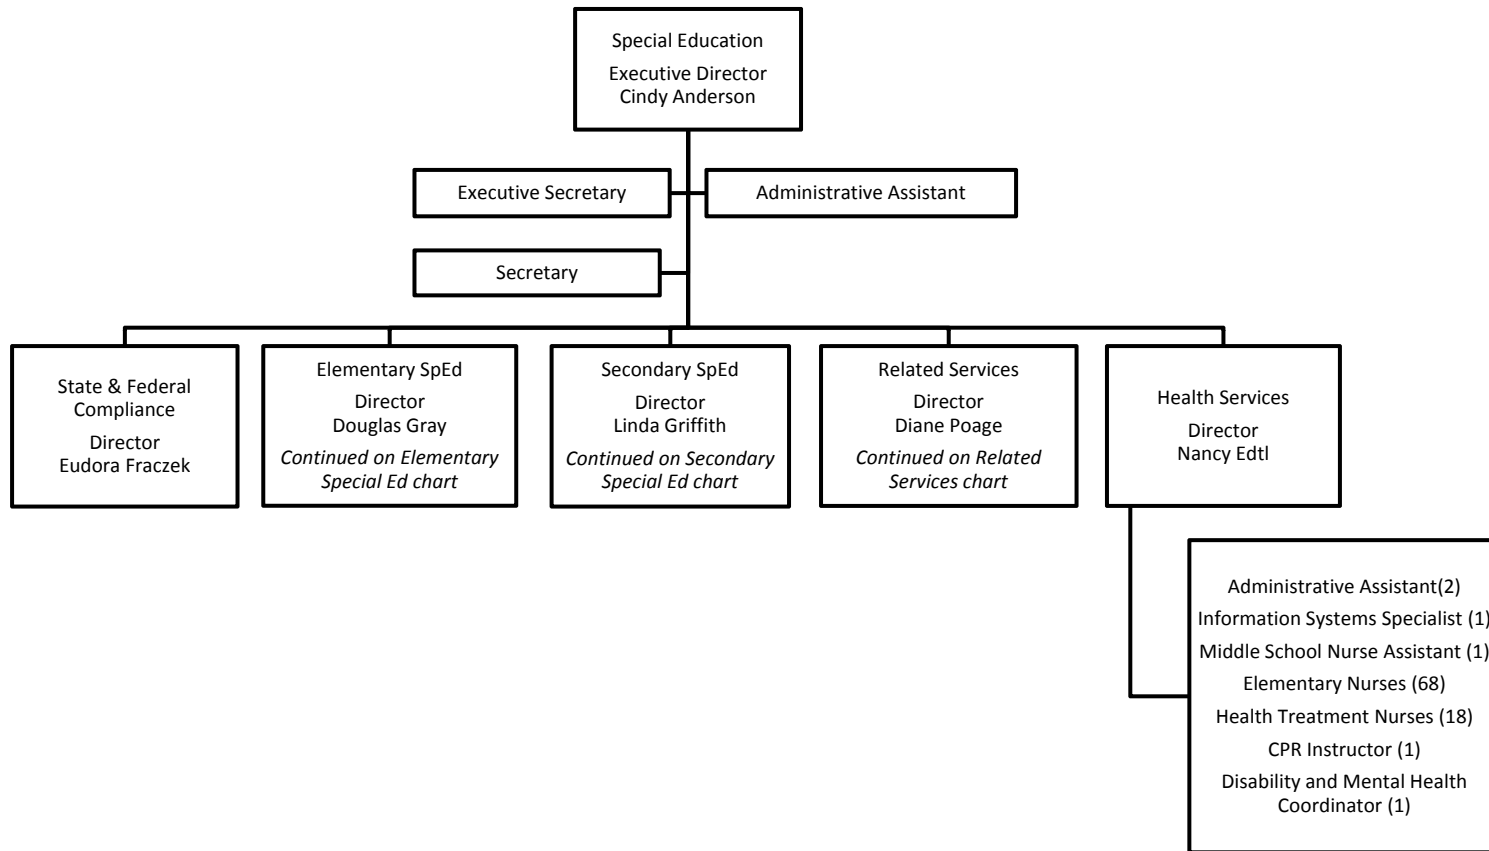 Special Education
Executive Director
Cindy Anderson
Executive Secretary
Administrative Assistant
Secretary
State & Federal
Compliance
Director
Eudora Fraczek
Elementary SpEd
Director
Douglas Gray
Continued on Elementary
Special Ed chart
Secondary SpEd
Director
Linda Griffith
Continued on Secondary
Special Ed chart
Related Services
Director
Diane Poage
Continued on Related
Services chart
Health Services
Director
Nancy Edtl
Administrative Assistant(2)
Information Systems Specialist (1)
Middle School Nurse Assistant (1)
Elementary Nurses (68)
Health Treatment Nurses (18)
CPR Instructor (1)
Disability and Mental Health
Coordinator (1)